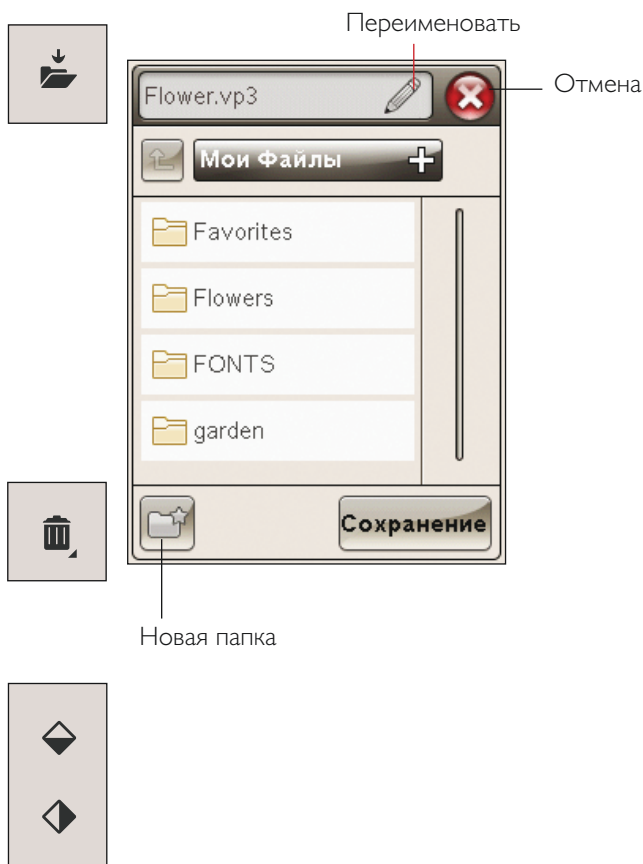 Переименовать
Flower.vp3
Отмена
Мои Файлы
Favorites
Flowers
FONTS
garden
Сохранение
Новая папка